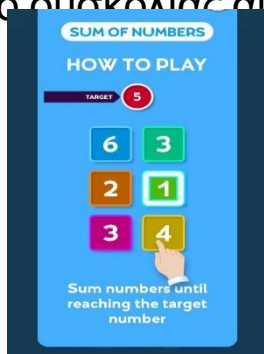 SUM OF NUMBERS
HOW TO PLAY
TARGET 5
6 3
2 1
3 4
Sum numbers until
reaching the target
number